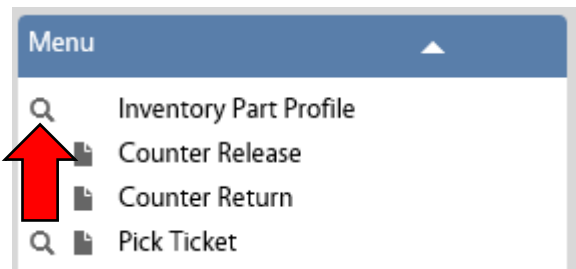 Menu
Inventory Part Profile
Counter Release
Counter Return
Pick Ticket